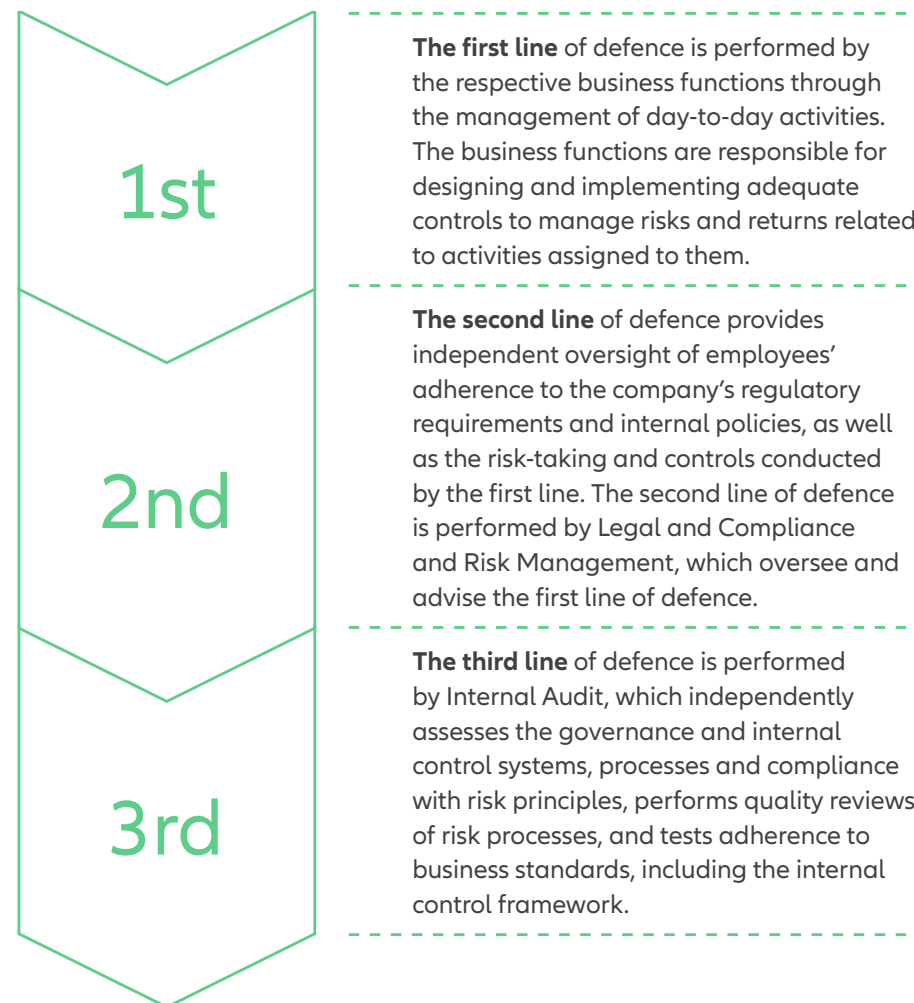 1st
The first line of defence is performed by
the respective business functions through
the management of day-to-day activities.
The business functions are responsible for
designing and implementing adequate
controls to manage risks and returns related
to activities assigned to them.
2nd
The second line of defence provides
independent oversight of employees’
adherence to the company’s regulatory
requirements and internal policies, as well
as the risk-taking and controls conducted
by the first line. The second line of defence
is performed by Legal and Compliance
and Risk Management, which oversee and
advise the first line of defence.
3rd
The third line of defence is performed
by Internal Audit, which independently
assesses the governance and internal
control systems, processes and compliance
with risk principles, performs quality reviews
of risk processes, and tests adherence to
business standards, including the internal
control framework.